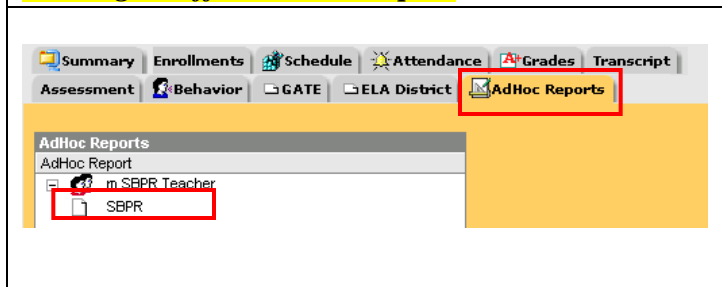 Summary Enrollments Schedule Attendance Grades Transcript
Assessment Behavior GATE ELA District AdHoc Reports
AdHoc Reports
AdHoc Report
m SBPR Teacher
SBPR